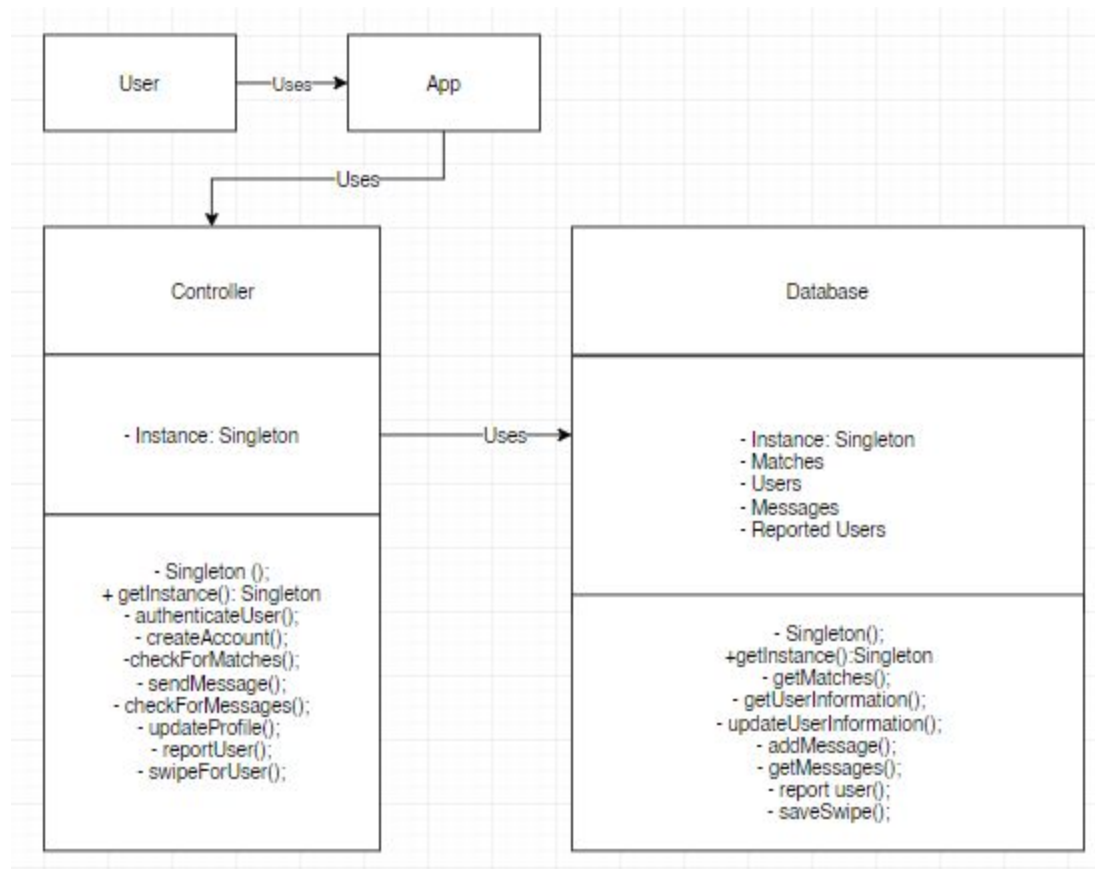 User
Uses
App
Uses
Controller
- Instance: Singleton
- Singleton ();
+ getInstance(): Singleton
- authenticateUser();
- createAccount();
-checkForMatches();
- sendMessage();
- checkForMessages();
- updateProfile();
- reportUser();
- swipeForUser();
Uses
Database
- Instance: Singleton
- Matches
- Users
- Messages
- Reported Users
- Singleton();
+getInstance():Singleton
- getMatches();
- getUserInformation();
- updateUserInformation();
- addMessage();
- getMessages();
- report user();
- saveSwipe();